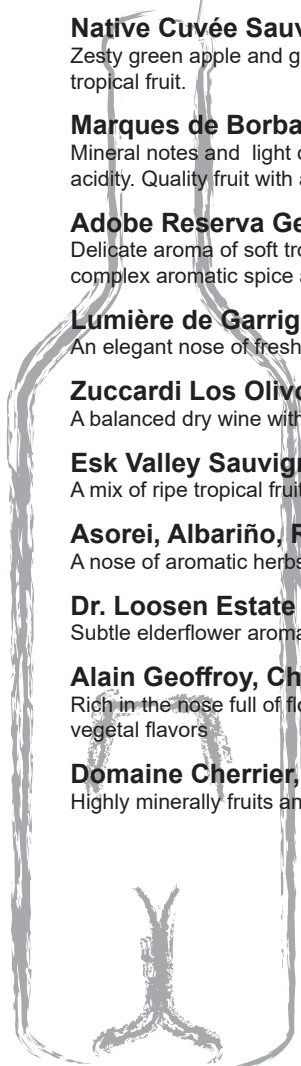 Native Cuvée Sauv
Zesty green apple and g
tropical fruit.
Marques de Borba
Mineral notes and light c
acidity. Quality fruit with a
Adobe Reserva Ge
Delicate aroma of soft tro
complex aromatic spice a
Lumière de Garrig
An elegant nose of fresh
Zuccardi Los Olivo
A balanced dry wine with
Esk Valley Sauvign
A mix of ripe tropical fruit
Asorei, Albariño, R
A nose of aromatic herbs
Dr. Loosen Estate
Subtle elderflower aroma
Alain Geoffroy, Ch
Rich in the nose full of flo
vegetal flavors
Domaine Cherrier,
Highly minerally fruits an